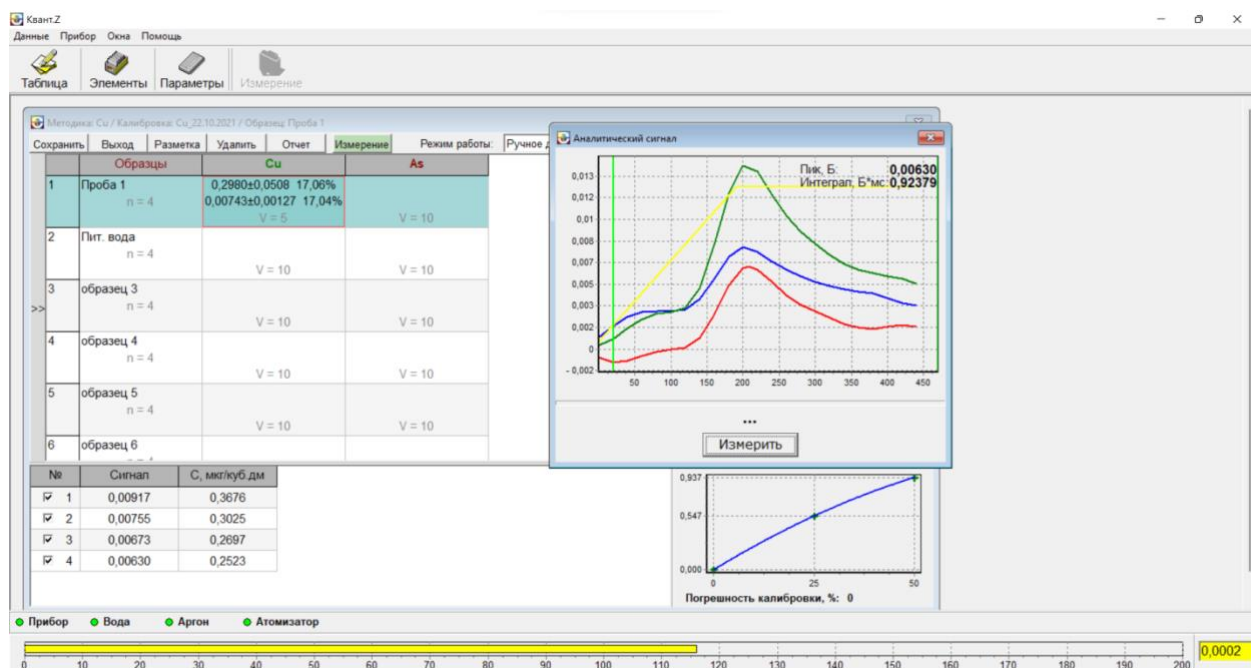 Квант.Z
Данные Прибор Окна Помощь
Таблица Элементы Параметры Измерение
Методика: Cu / Калибровка: Cu_22.10.2021 / Образец: Проба 1
Сохранить Выход Разметка Удалить Отчет Измерение Режим работы: Ручное д
Образцы Cu As
1 Проба 1 0,2980±0,0508 17,06%
n = 4 0,00743±0,00127 17,04%
V = 5 V = 10
2 Пит. вода
n = 4
V = 10 V = 10
3 образец 3
>> n = 4
V = 10 V = 10
4 образец 4
n = 4
V = 10 V = 10
5 образец 5
n = 4
V = 10 V = 10
6 образец 6
Аналитический сигнал
Пик, Б: 0,00630
Интеграл, Б*мс: 0,92379
0,013
0,012
0,01
0,008
0,007
0,005
0,003
0,002
0
- 0,002
50 100 150 200 250 300 350 400 450
...
Измерить
№ Сигнал С, мкг/куб.дм
1 0,00917 0,3676
2 0,00755 0,3025
3 0,00673 0,2697
4 0,00630 0,2523
0,937
0,547
0,000
0 25 50
Погрешность калибровки, %: 0
Прибор Вода Аргон Атомизатор
0 10 20 30 40 50 60 70 80 90 100 110 120 130 140 150 160 170 180 190 200
0,0002